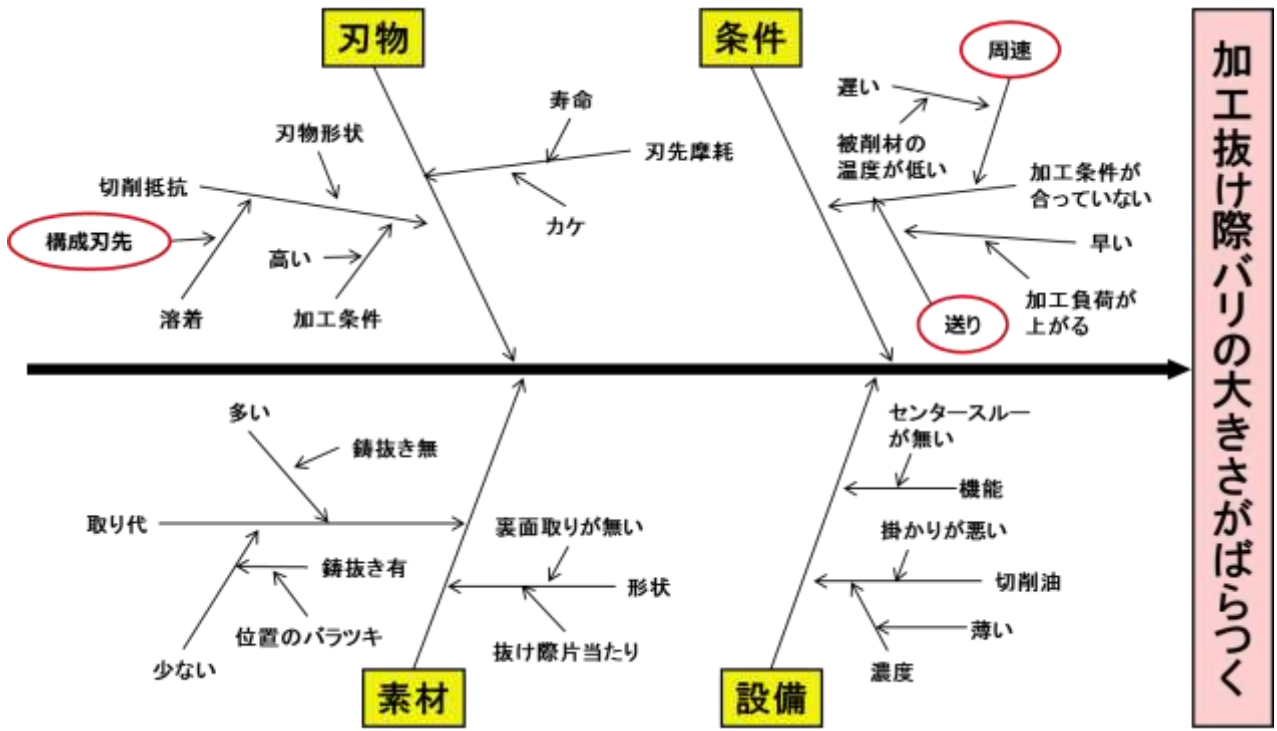 刃物
条件
周速
遅い
寿命
刃物形状
被削材の
温度が低い
刃先摩耗
切削抵抗
加工条件が
合っていない
カケ
構成刃先
高い
早い
溶着
加工条件
送り
加工負荷が
上がる
加工抜け際バリの大きさがばらつく
多い
鋳抜き無
センタースルー
が無い
機能
取り代
裏面取りが無い
掛かりが悪い
鋳抜き有
形状
切削油
位置のバラツキ
抜け際片当たり
薄い
少ない
濃度
素材
設備